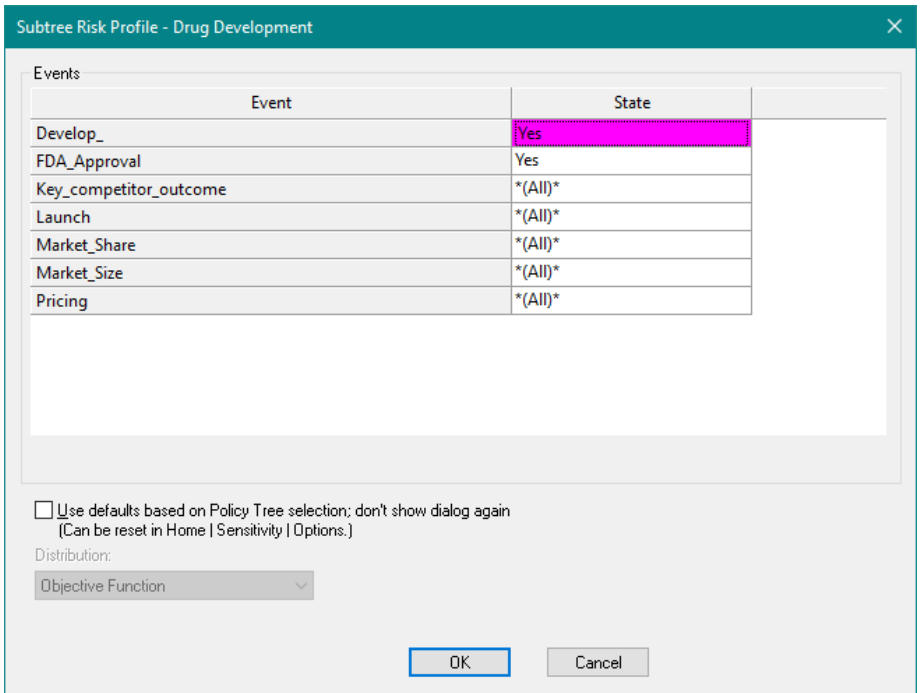 Subtree Risk Profile - Drug Development
Events
Event State
Develop_ Yes
FDA_Approval Yes
Key_competitor_outcome *(All)*
Launch *(All)*
Market_Share *(All)*
Market_Size *(All)*
Pricing *(All)*
Use defaults based on Policy Tree selection; don't show dialog again
(Can be reset in Home | Sensitivity | Options.)
Distribution:
Objective Function
OK Cancel